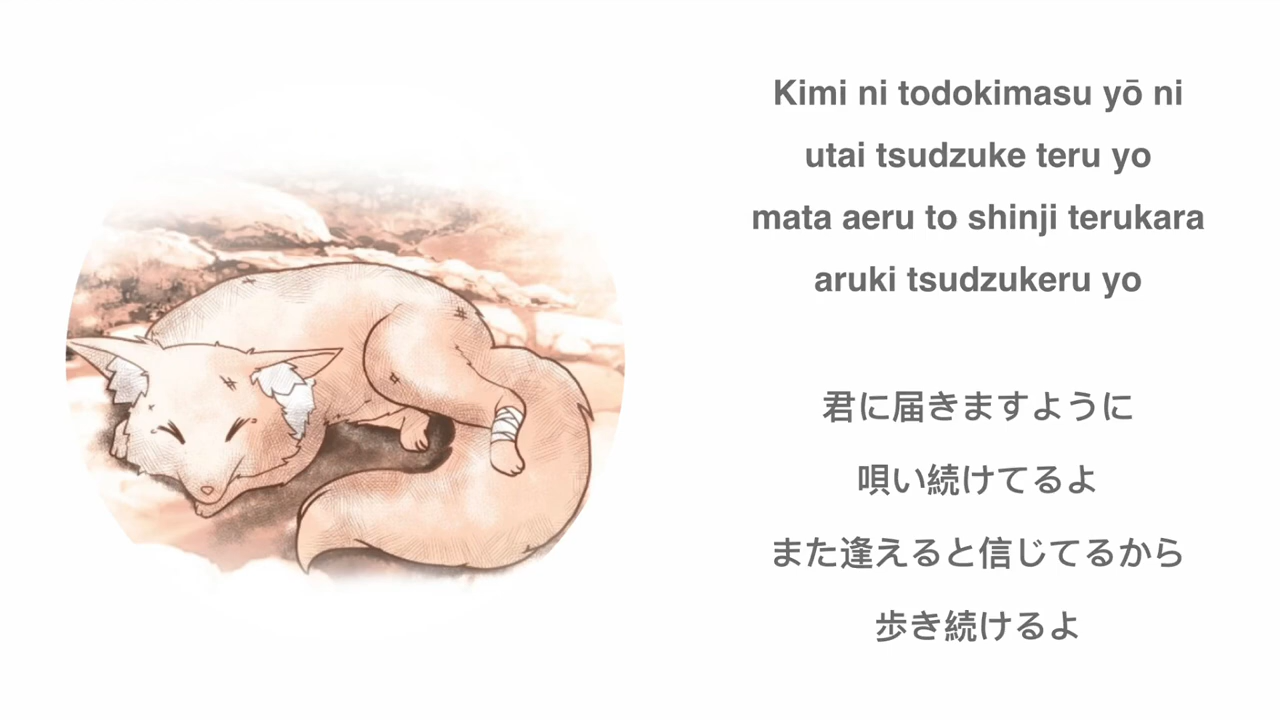 Kimi ni todokimasu yō ni
utai tsudzuke teru yo
mata aeru to shinji terukara
aruki tsudzukeru yo
君に届きますように
唄い続けてるよ
また逢えると信じてるから
歩き続けるよ